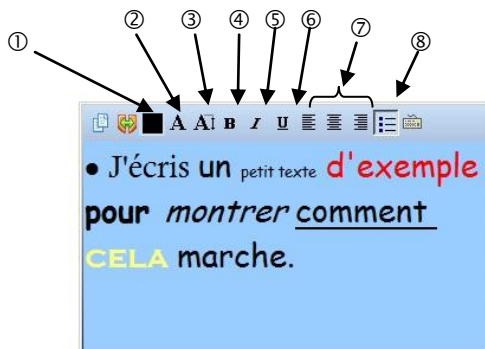 ① ② ③ ④ ⑤ ⑥ ⑦ ⑧
A A B I U
• J'écris un petit texte d'exemple
pour montrer comment
CELA marche.